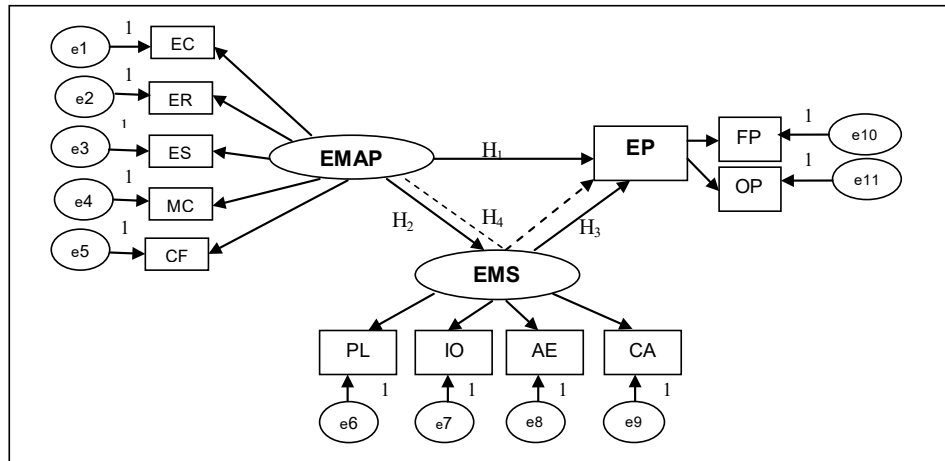 1
e1
EC
1
e2
ER
1
e3
ES
1
e4
MC
1
e5
CF
EMAP
H1
EP
FP
1
e10
OP
1
e11
H2
H4
H3
EMS
PL
IO
AE
CA
1
1
1
1
e6
e7
e8
e9